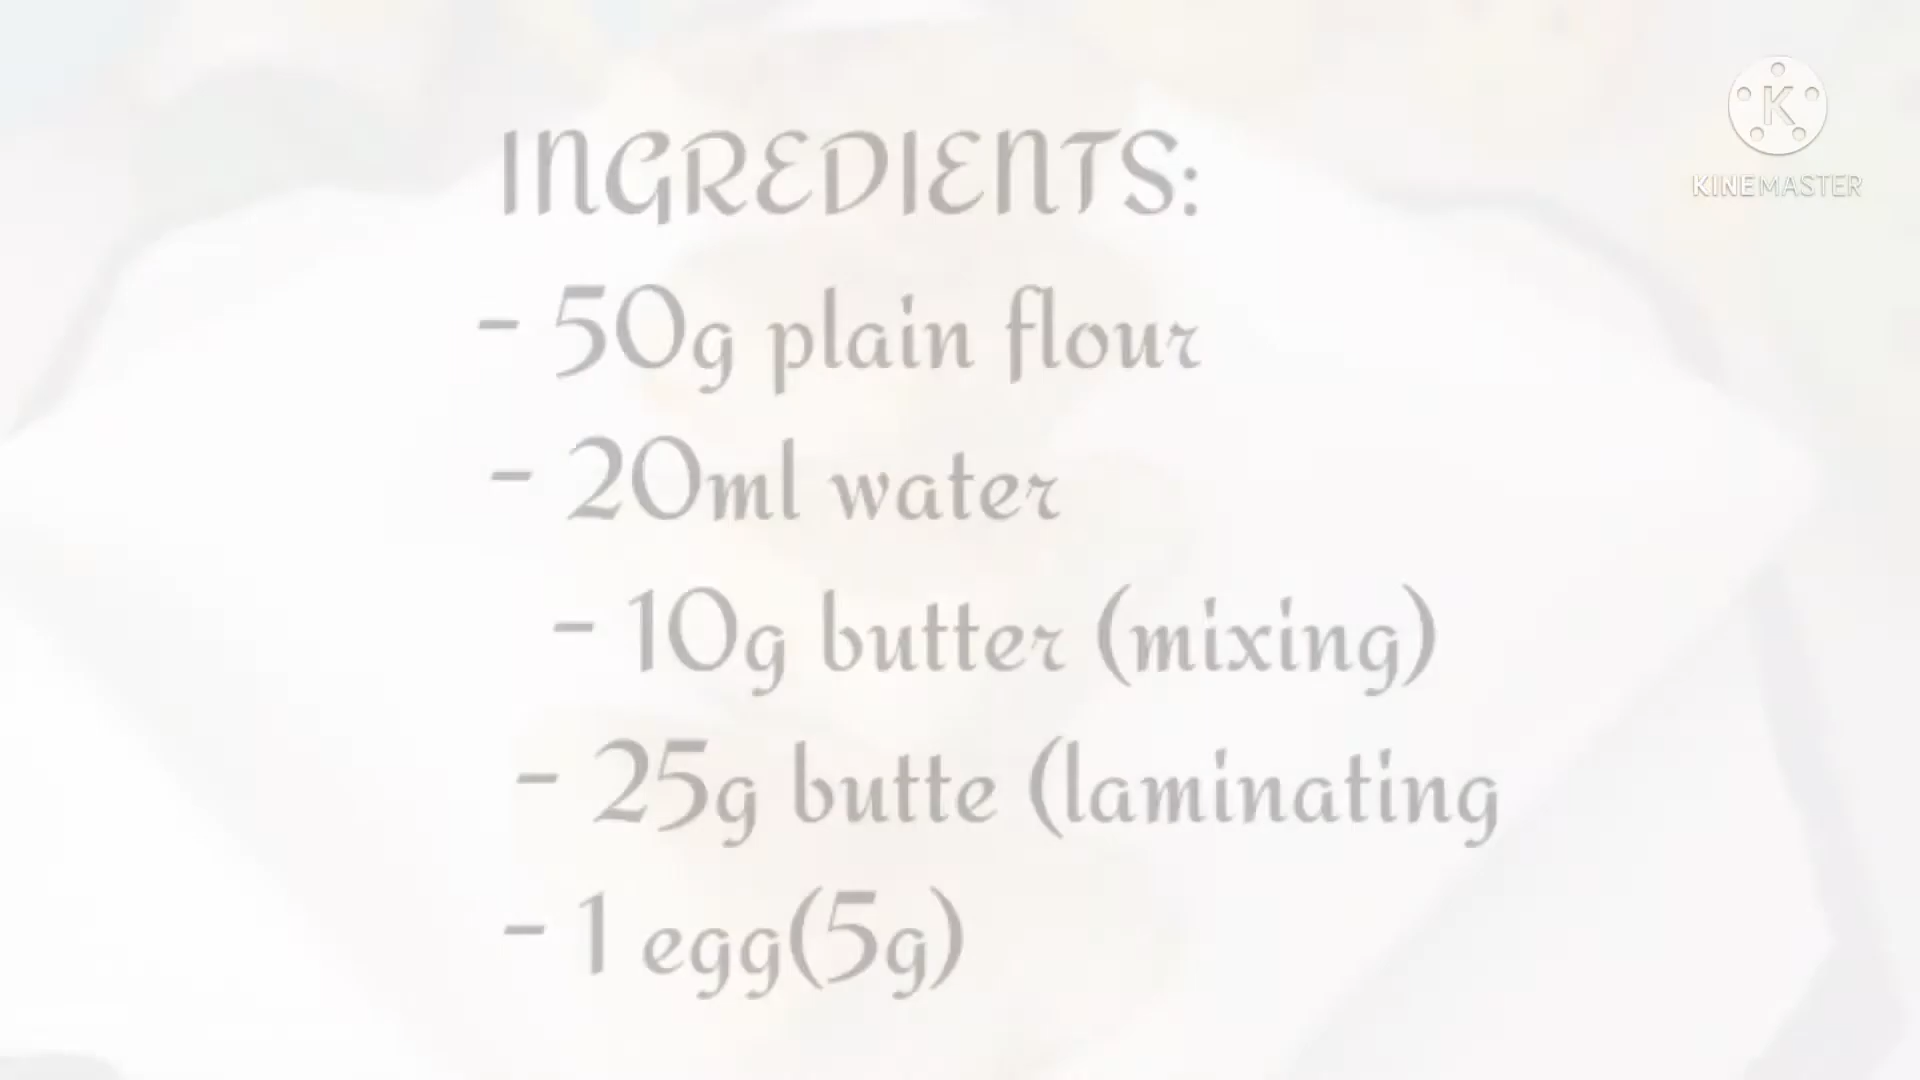 INGREDIENTS:
- 50g plain flour
- 20ml water
- 10g butter (mixing)
- 25g butte (laminating
- 1 egg(5g)
K
KINEMASTER